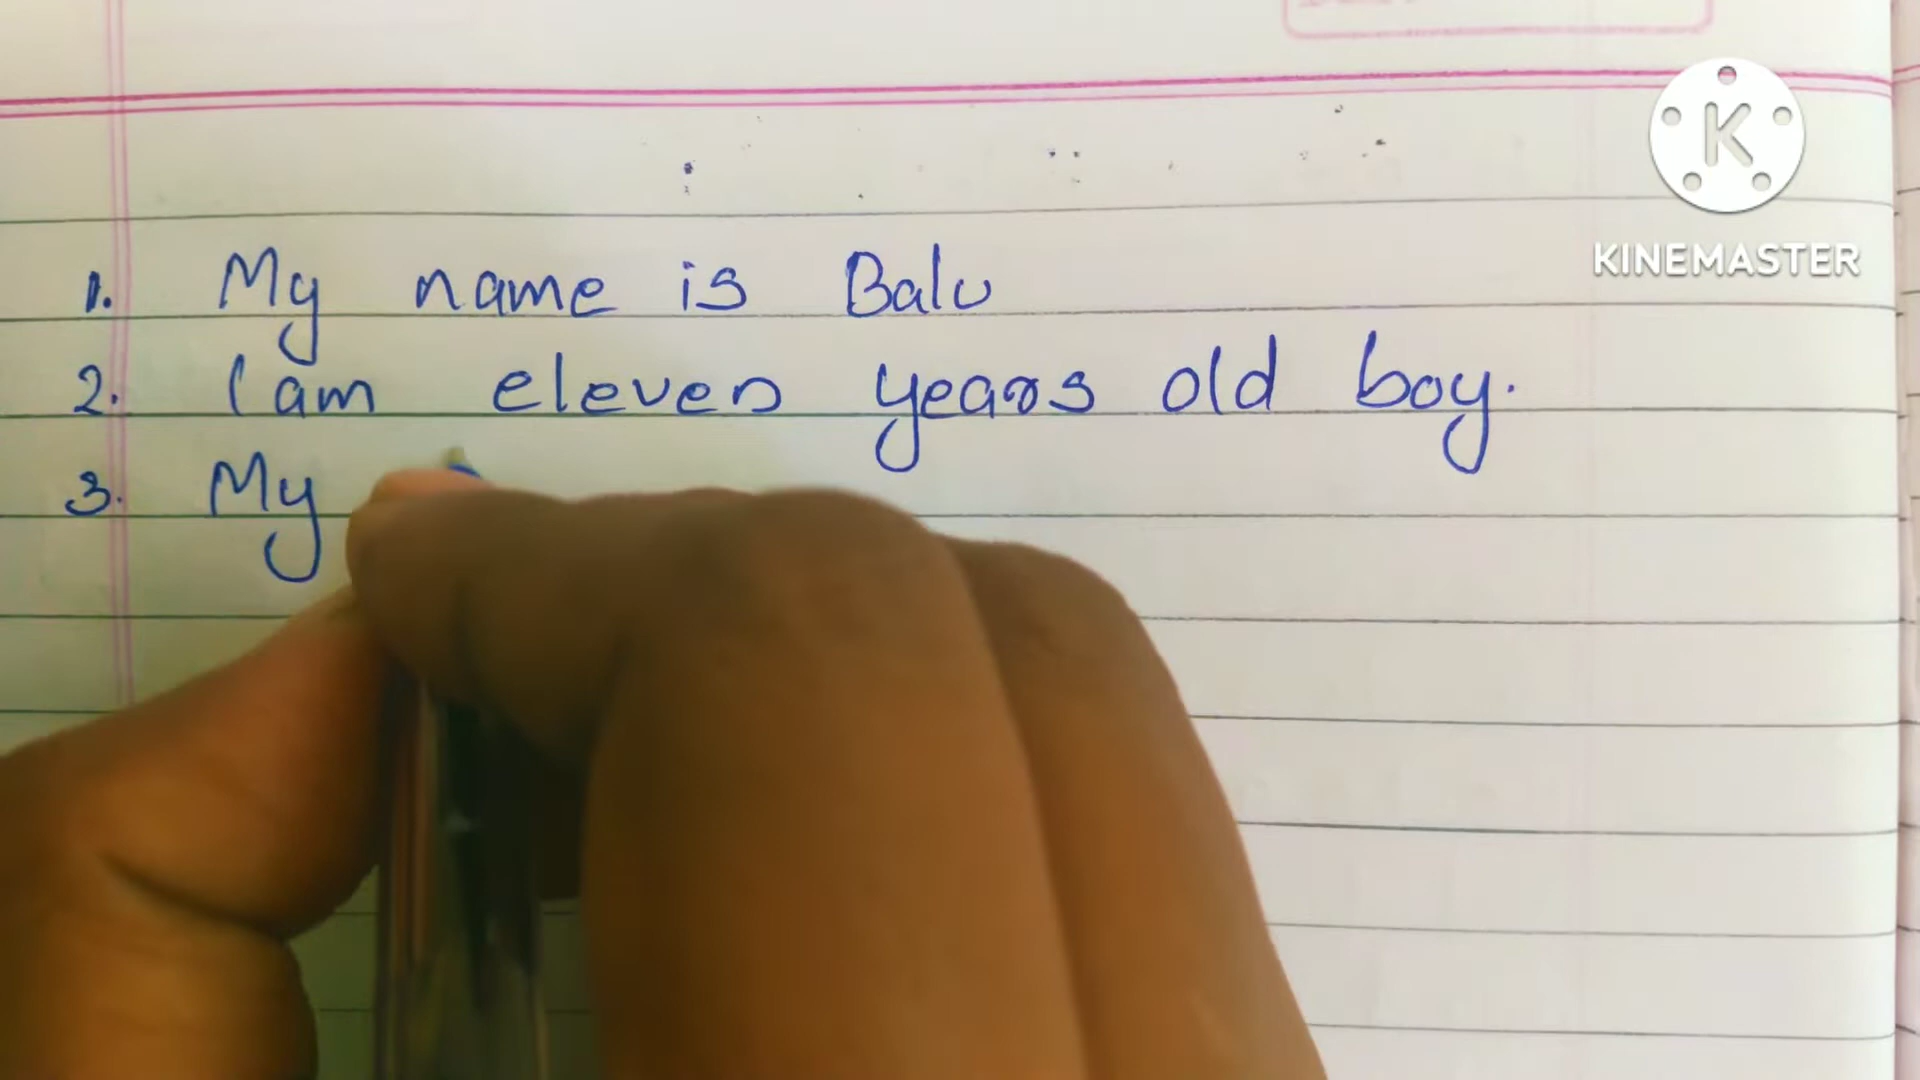 KINEMASTER
1. My name is Balu
2. I am eleven years old boy.
3. My